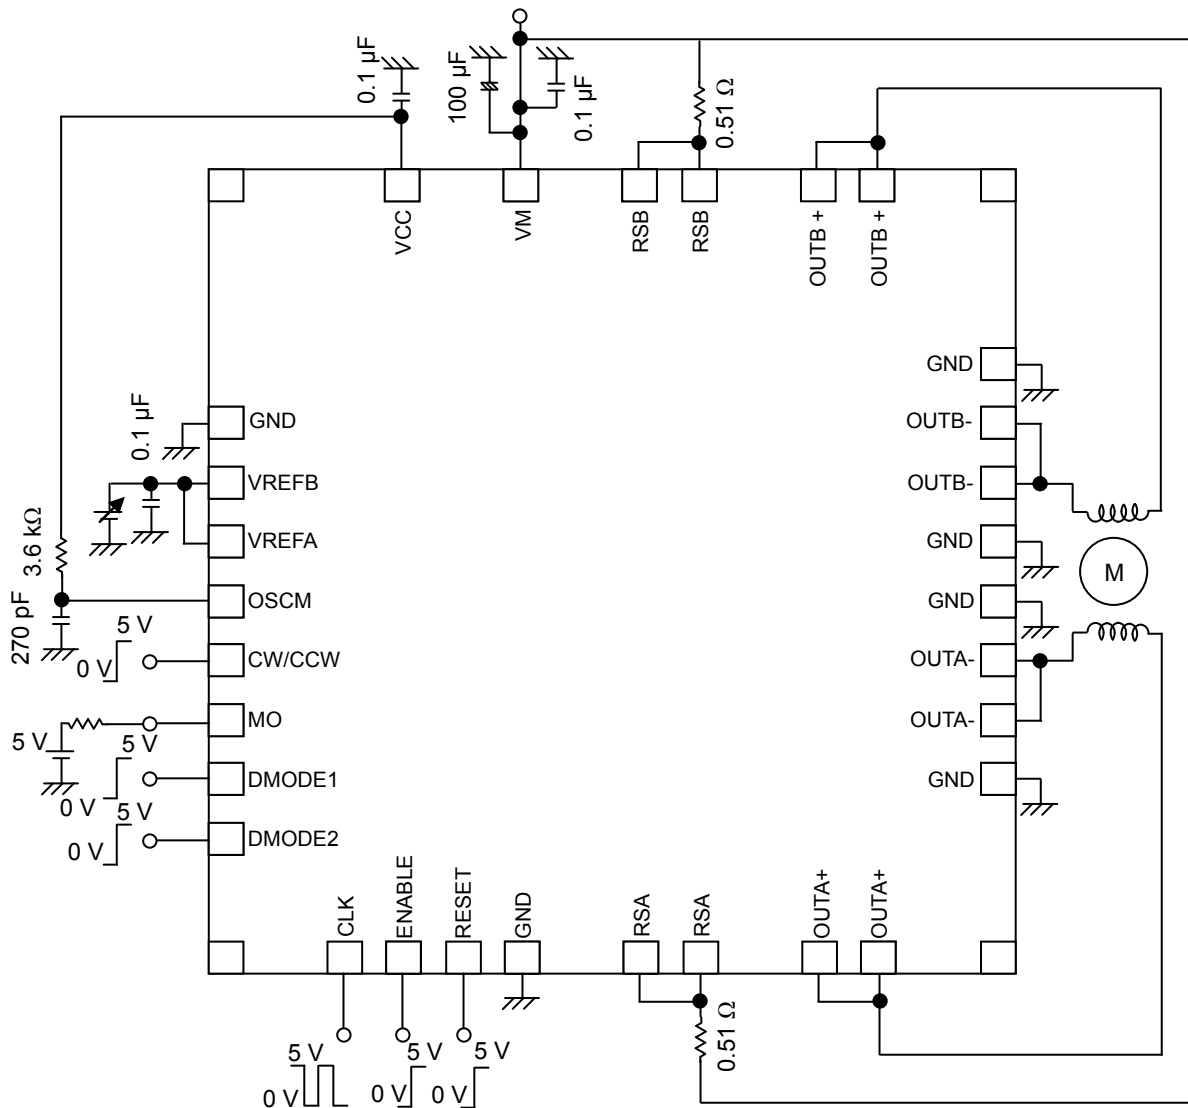 0.1 µF
100 µF
0.1 µF
0.51 Ω
VCC
VM
RSB
RSB
OUTB +
OUTB +
GND
OUTB-
OUTB-
GND
GND
OUTA-
OUTA-
GND
M
0.1 µF
GND
VREFB
VREFA
3.6 kΩ
OSCM
270 pF
5 V
0 V
CW/CCW
MO
5 V
5 V
0 V
DMODE1
5 V
0 V
DMODE2
CLK
ENABLE
RESET
GND
RSA
RSA
OUTA+
OUTA+
0.51 Ω
5 V
0 V
5 V
0 V
5 V
0 V